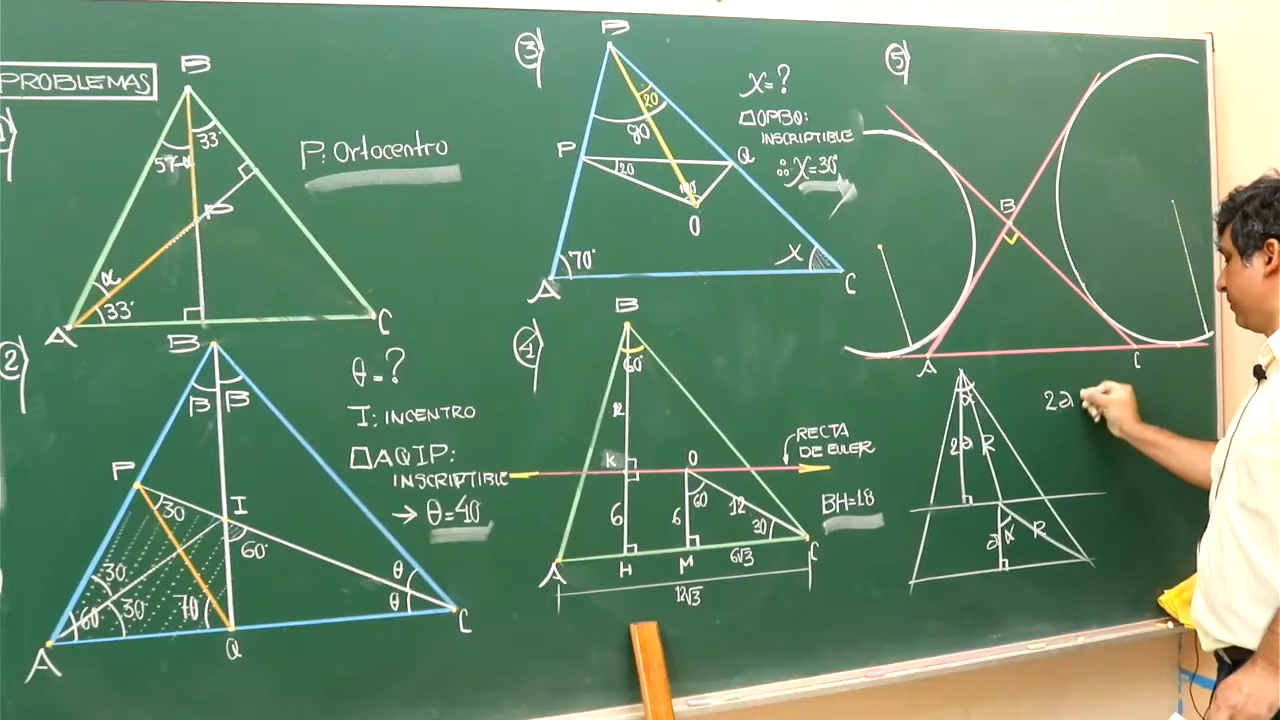 PROBLEMAS
1)
B
33°
57-α
P
α
33°
A
C
P: Ortocentro
2)
B
β β
P
I
30
60°
30
60
30
70
θ
θ
A
Q
C
θ=?
I: INCENTRO
□AQIP:
INSCRIPTIBLE
→ θ=40
3)
B
20
80
P
Q
20
O
70°
x
A
C
x=?
□OPBQ:
INSCRIPTIBLE
∴ x=30°
4)
B
60°
12
K
O
6
6
60
12
30
6√3
A
H
M
C
12√3
RECTA
DE EULER
BH=18
5)
B
A
C
α
2a
R
a
α
R
2a